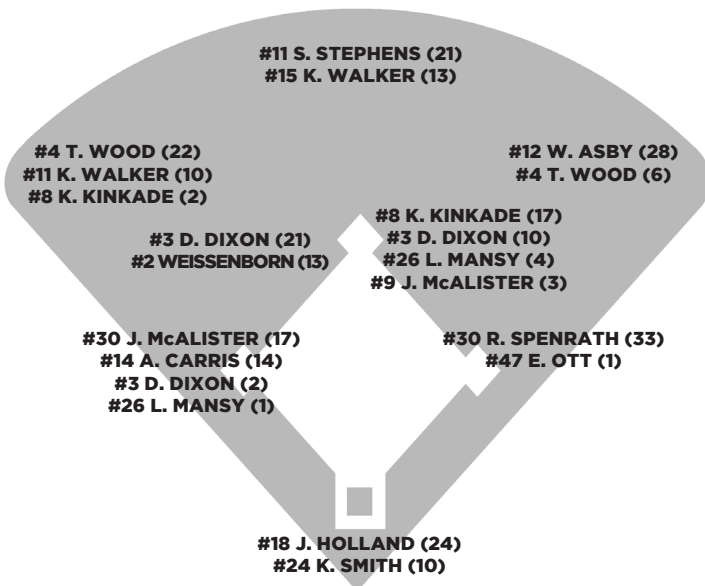 #11 S. STEPHENS (21)
#15 K. WALKER (13)
#4 T. WOOD (22)
#11 K. WALKER (10)
#8 K. KINKADE (2)
#12 W. ASBY (28)
#4 T. WOOD (6)
#3 D. DIXON (21)
#2 WEISSENBORN (13)
#8 K. KINKADE (17)
#3 D. DIXON (10)
#26 L. MANSY (4)
#9 J. McALISTER (3)
#30 J. McALISTER (17)
#14 A. CARRIS (14)
#3 D. DIXON (2)
#26 L. MANSY (1)
#30 R. SPENRATH (33)
#47 E. OTT (1)
#18 J. HOLLAND (24)
#24 K. SMITH (10)